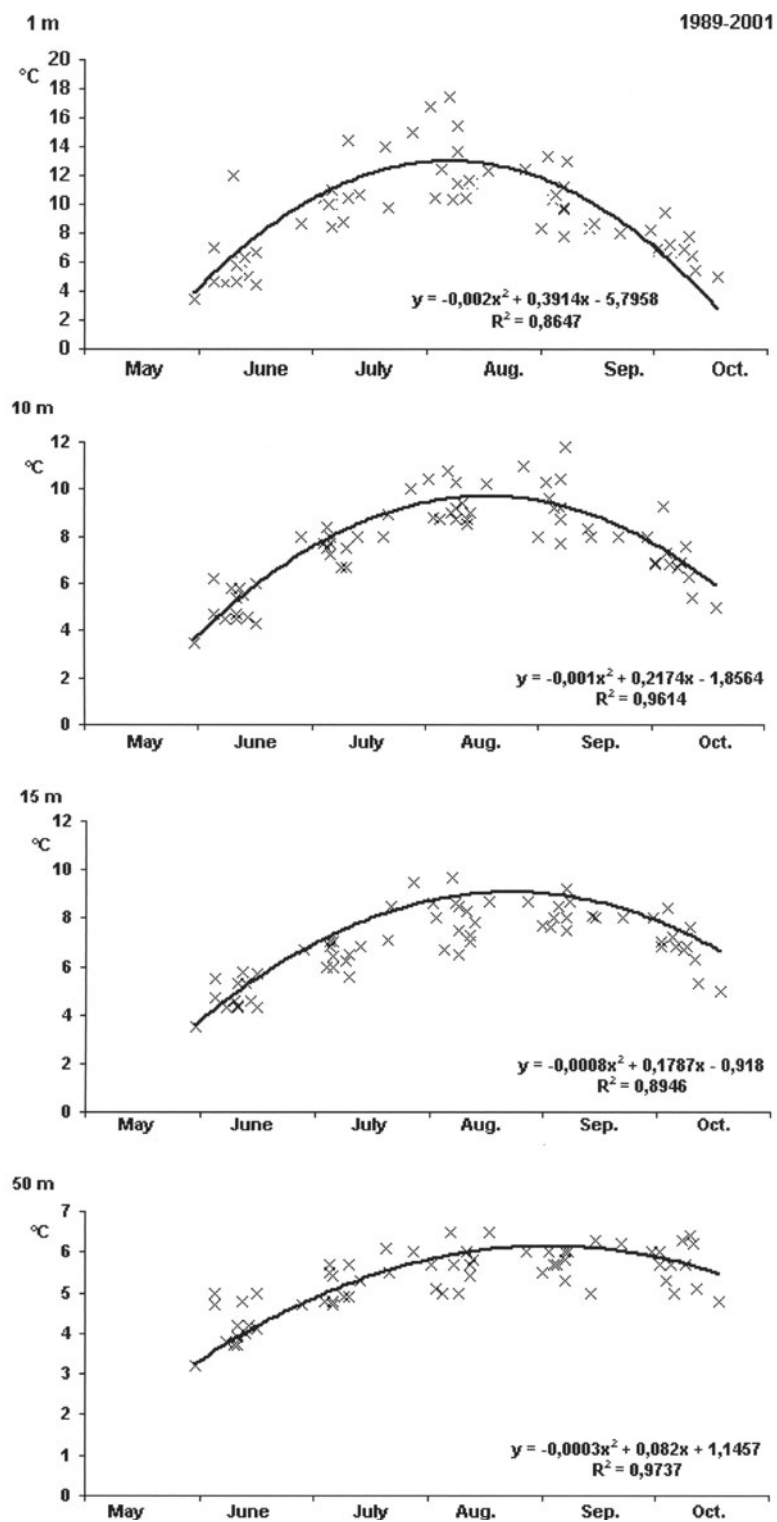 1 m 1989-2001
°C
20
18
16
14
12
10
8
6
4
2
0
y = -0,002x² + 0,3914x - 5,7958
R² = 0,8647
May June July Aug. Sep. Oct.
10 m
°C
12
10
8
6
4
2
0
y = -0,001x² + 0,2174x - 1,8564
R² = 0,9614
May June July Aug. Sep. Oct.
15 m
°C
12
10
8
6
4
2
0
y = -0,0008x² + 0,1787x - 0,918
R² = 0,8946
May June July Aug. Sep. Oct.
50 m
°C
7
6
5
4
3
2
1
0
y = -0,0003x² + 0,082x + 1,1457
R² = 0,9737
May June July Aug. Sep. Oct.